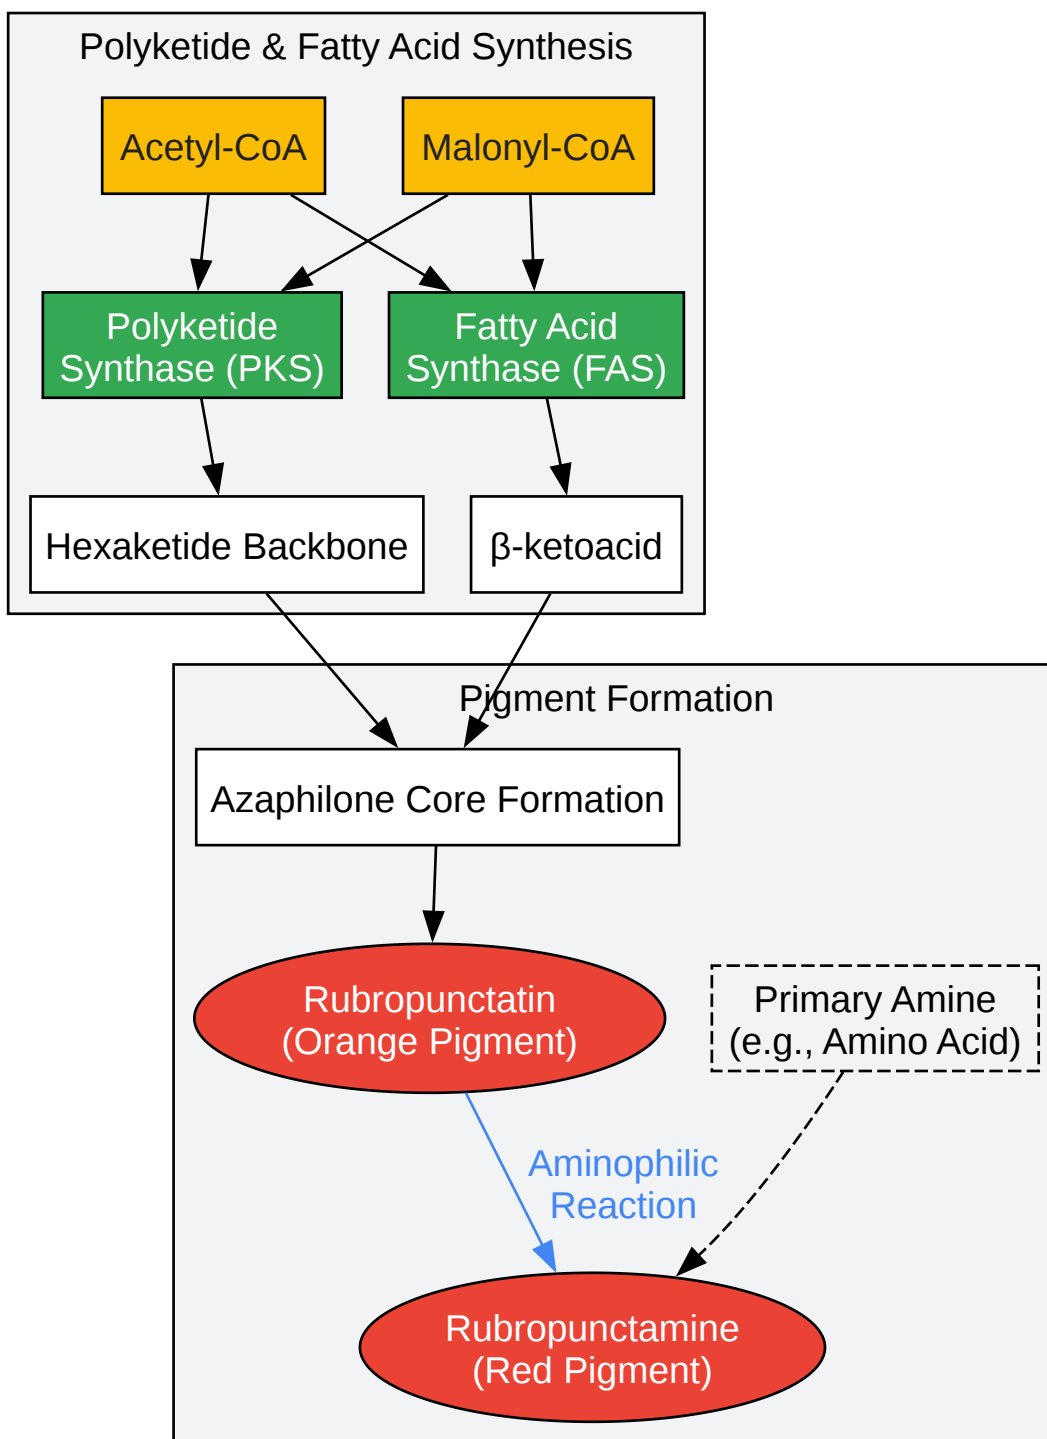 Polyketide & Fatty Acid Synthesis
Acetyl-CoA
Malonyl-CoA
Polyketide
Synthase (PKS)
Fatty Acid
Synthase (FAS)
Hexaketide Backbone
β-ketoacid
Pigment Formation
Azaphilone Core Formation
Rubropunctatin
(Orange Pigment)
Primary Amine
(e.g., Amino Acid)
Aminophilic
Reaction
Rubropunctamine
(Red Pigment)